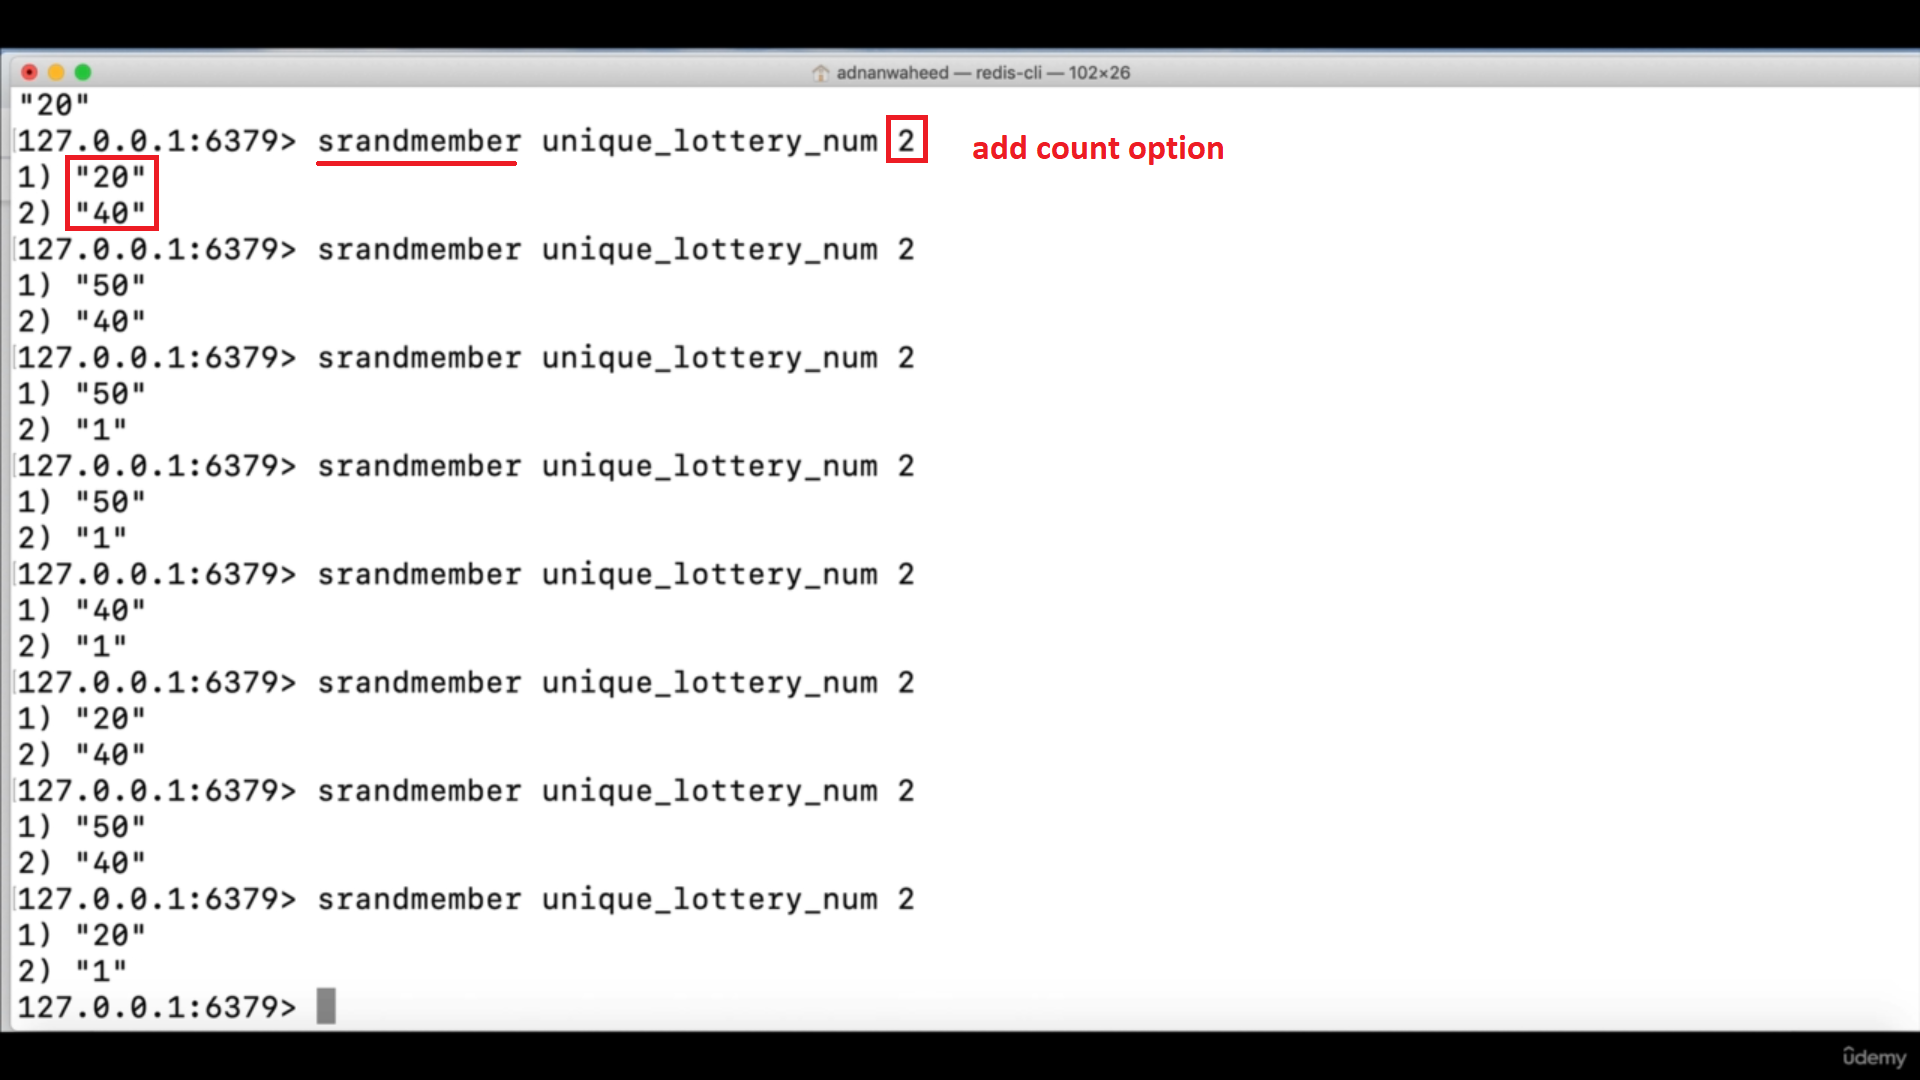 adnanwaheed — redis-cli — 102×26
"20"
127.0.0.1:6379> srandmember unique_lottery_num 2 add count option
1) "20"
2) "40"
127.0.0.1:6379> srandmember unique_lottery_num 2
1) "50"
2) "40"
127.0.0.1:6379> srandmember unique_lottery_num 2
1) "50"
2) "1"
127.0.0.1:6379> srandmember unique_lottery_num 2
1) "50"
2) "1"
127.0.0.1:6379> srandmember unique_lottery_num 2
1) "40"
2) "1"
127.0.0.1:6379> srandmember unique_lottery_num 2
1) "20"
2) "40"
127.0.0.1:6379> srandmember unique_lottery_num 2
1) "50"
2) "40"
127.0.0.1:6379> srandmember unique_lottery_num 2
1) "20"
2) "1"
127.0.0.1:6379>
ûdemy